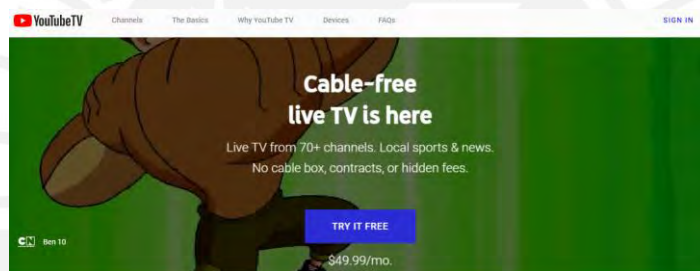 YouTubeTV Channels The Basics Why YouTube TV Devices FAQs SIGN IN
Cable-free
live TV is here
Live TV from 70+ channels. Local sports & news.
No cable box, contracts, or hidden fees.
TRY IT FREE
CN Ben 10
$49.99/mo.